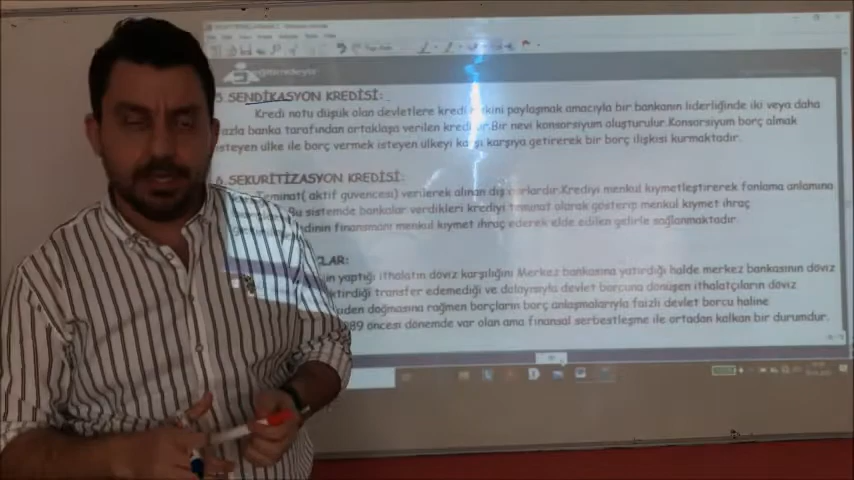 eğitimdeyiz
5 SENDİKASYON KREDİSİ:
Kredi notu düşük olan devletlere kredi riskini paylaşmak amacıyla bir bankanın liderliğinde iki veya daha
fazla banka tarafından ortaklaşa verilen kredidir.Bir nevi konsorsiyum oluşturulur.Konsorsiyum borç almak
isteyen ülke ile borç vermek isteyen ülkeyi karşı karşıya getirerek bir borç ilişkisi kurmaktadır.
6 SEKURİTİZASYON KREDİSİ:
Teminat( aktif güvencesi) verilerek alınan dış borçlardır.Krediyi menkul kıymetleştirerek fonlama anlamına
Bu sistemde bankalar verdikleri krediyi teminat olarak gösterip menkul kıymet ihraç
finansmanı menkul kıymet ihraç ederek elde edilen gelirle sağlanmaktadır.
yaptığı ithalatın döviz karşılığını Merkez bankasına yatırdığı halde merkez bankasının döviz
transfer edemediği ve dolayısıyla devlet borcuna dönüşen ithalatçıların döviz
doğmasına rağmen borçların borç anlaşmalarıyla faizli devlet borcu haline
89 öncesi dönemde var olan ama finansal serbestleşme ile ortadan kalkan bir durumdur.